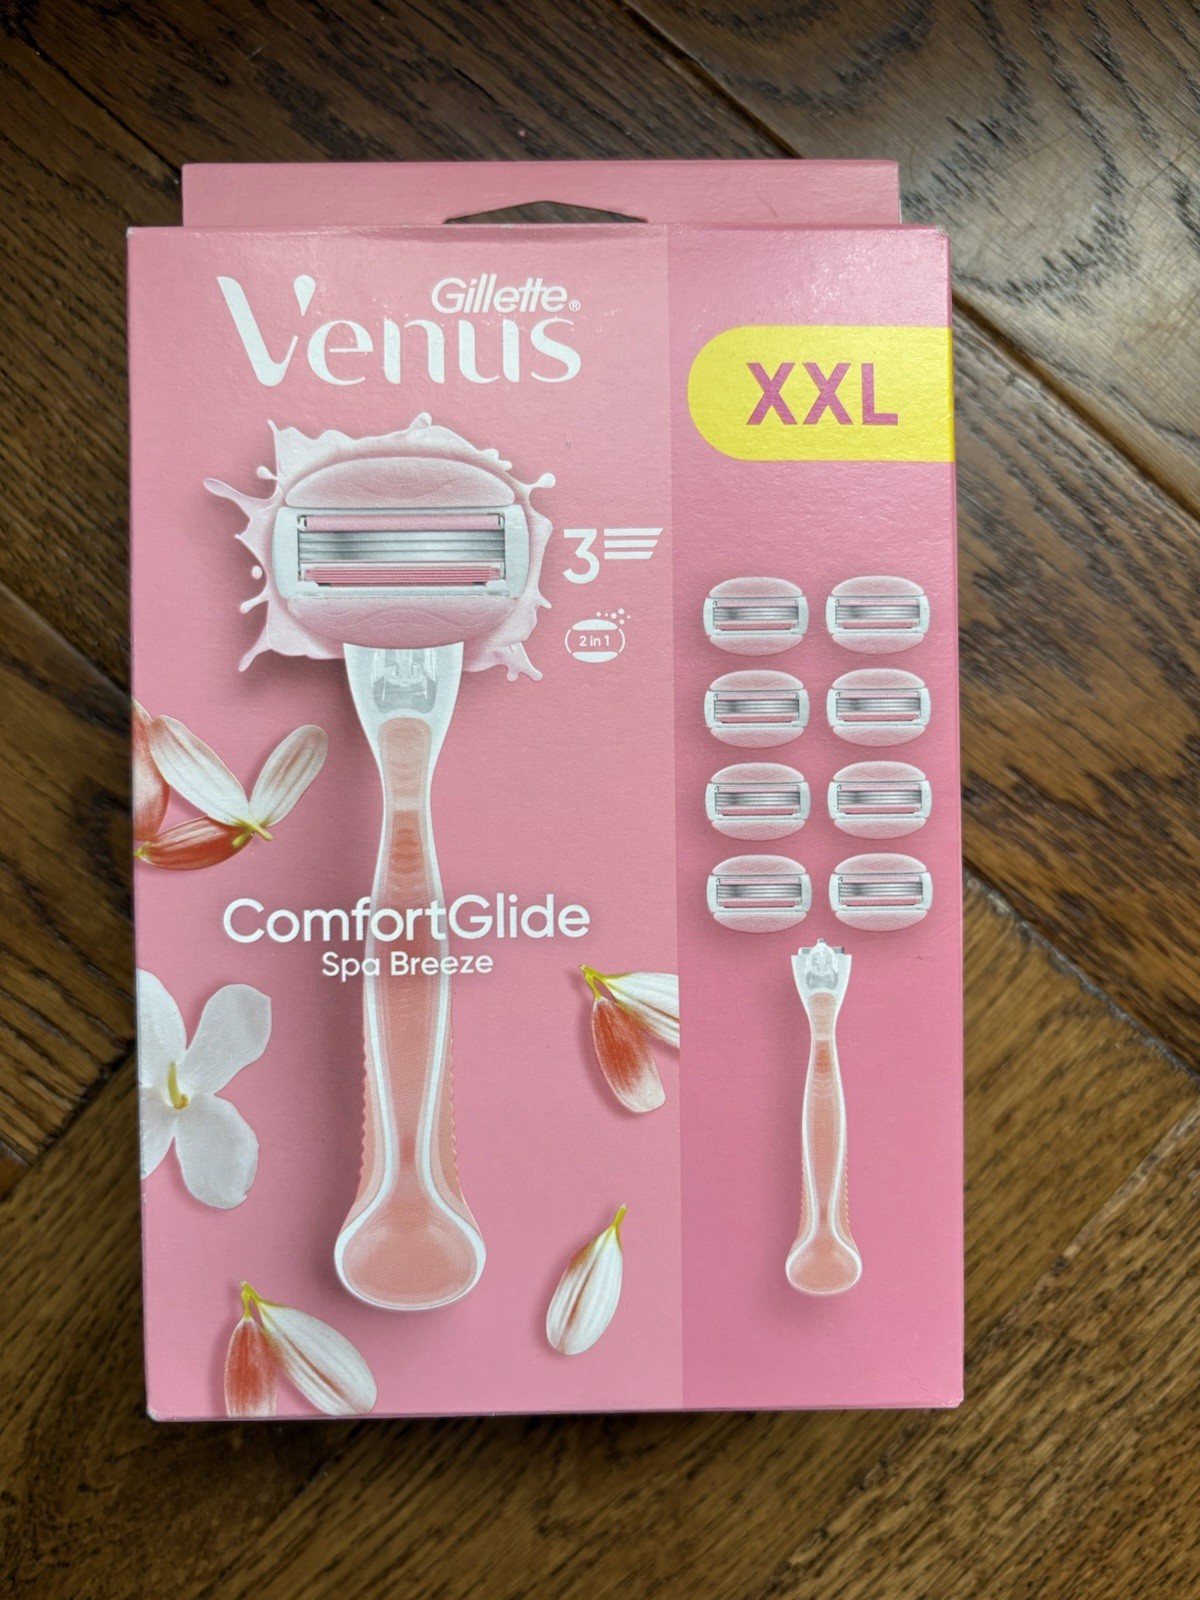 Gillette®
Venus
XXL
3
2 in 1
ComfortGlide
Spa Breeze